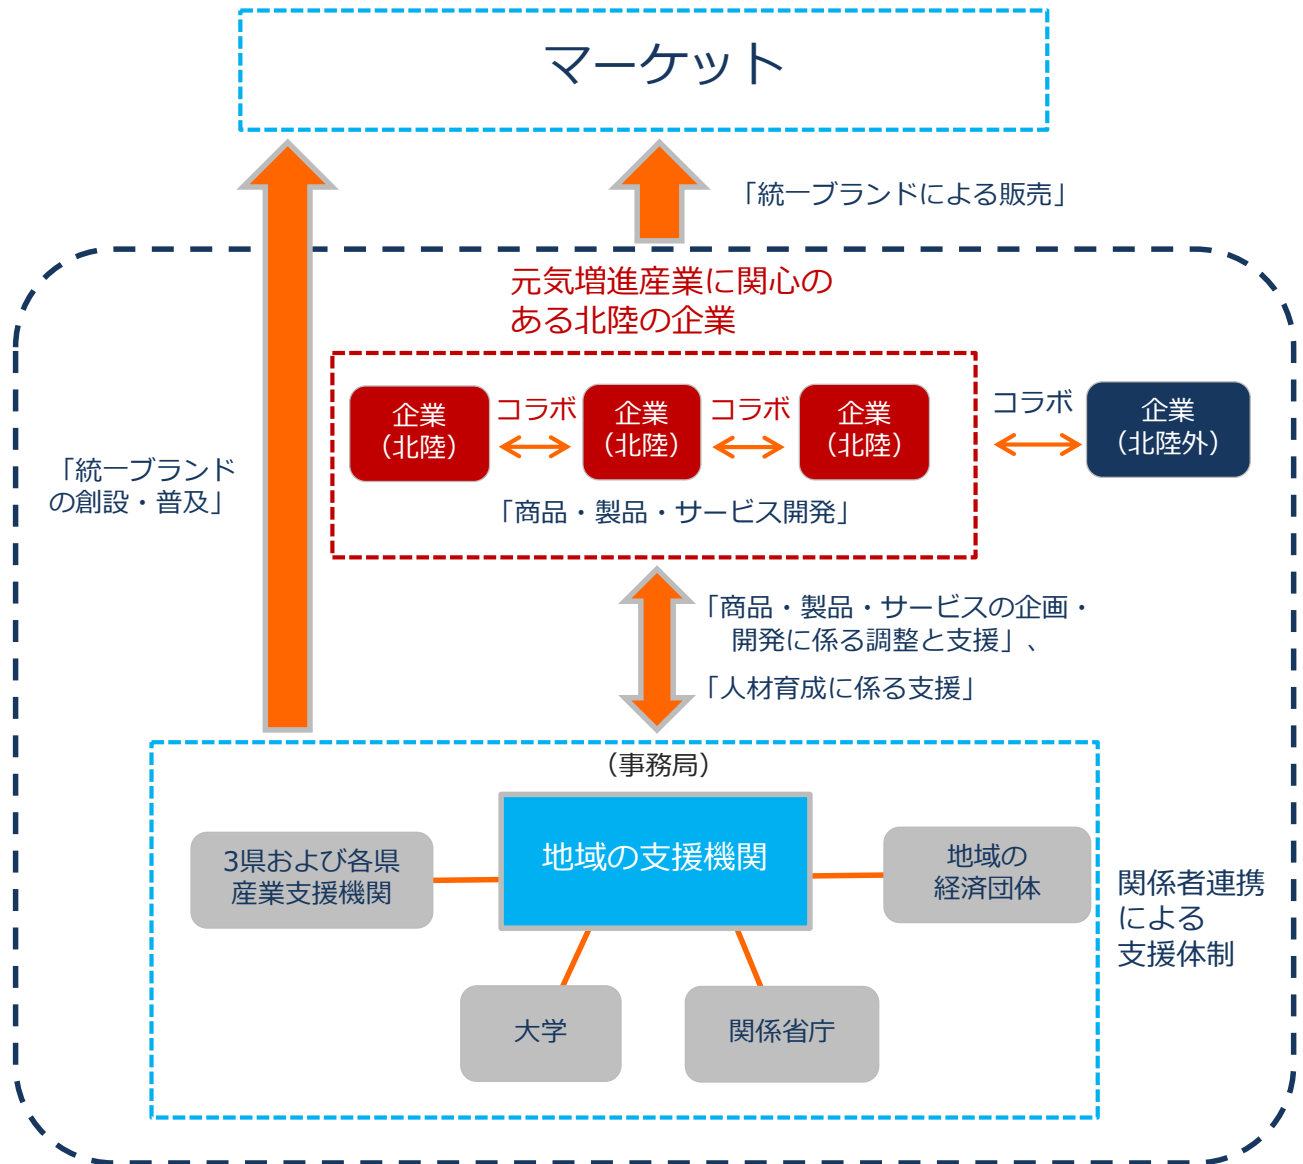 マーケット
「統一ブランドによる販売」
元気増進産業に関心の
ある北陸の企業
企業
（北陸）
コラボ
企業
（北陸）
コラボ
企業
（北陸）
コラボ
企業
（北陸外）
「商品・製品・サービス開発」
「統一ブランド
の創設・普及」
「商品・製品・サービスの企画・
開発に係る調整と支援」、
「人材育成に係る支援」
（事務局）
地域の支援機関
3県および各県
産業支援機関
地域の
経済団体
大学
関係省庁
関係者連携
による
支援体制